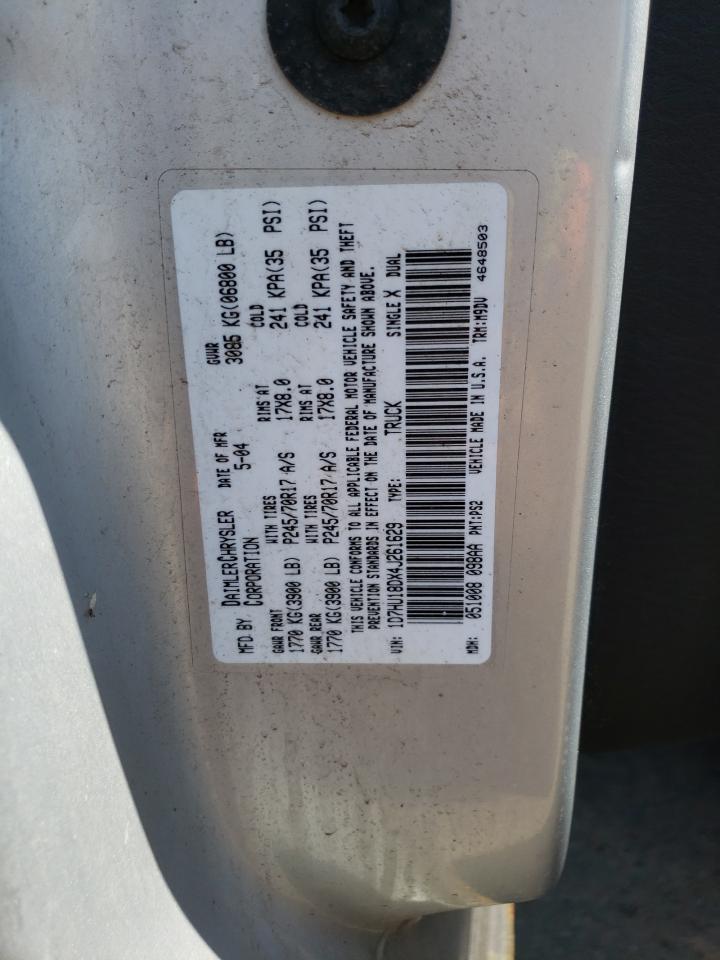 MFD. BY DAIMLERCHRYSLER CORPORATION DATE OF MFR 5-04 GVWR 3085 KG(06800 LB)
GAWR FRONT WITH TIRES RIMS AT COLD
1770 KG(3900 LB) P245/70R17 A/S 17X8.0 241 KPA(35 PSI)
GAWR REAR WITH TIRES RIMS AT COLD
1770 KG(3900 LB) P245/70R17 A/S 17X8.0 241 KPA(35 PSI)
THIS VEHICLE CONFORMS TO ALL APPLICABLE FEDERAL MOTOR VEHICLE SAFETY AND THEFT
PREVENTION STANDARDS IN EFFECT ON THE DATE OF MANUFACTURE SHOWN ABOVE.
VIN: 1D7HU18DX4J261629 TYPE: TRUCK SINGLE X DUAL
MDH: 051008 098AA PNT:PS2 VEHICLE MADE IN U.S.A. TRM:M9DV
4648503